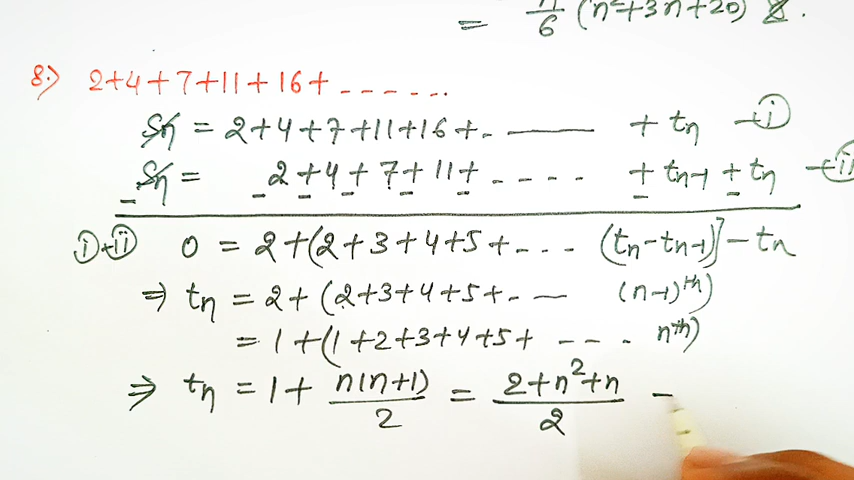 = n/6 (n²+3n+20)
8.) 2+4+7+11+16+ - - - - - ...
Sn = 2+4+7+11+16+ - ——— + tn —(i)
Sn = 2+4+7+11+ - - - - + tn-1 + tn —(ii)
(i)-(ii) 0 = 2+(2+3+4+5+ - - - (tn-tn-1)] - tn
⇒ tn = 2+(2+3+4+5+ - — (n-1)th)
= 1+(1+2+3+4+5+ - - - nth)
⇒ tn = 1+ n(n+1)/2 = 2+n²+n/2 -